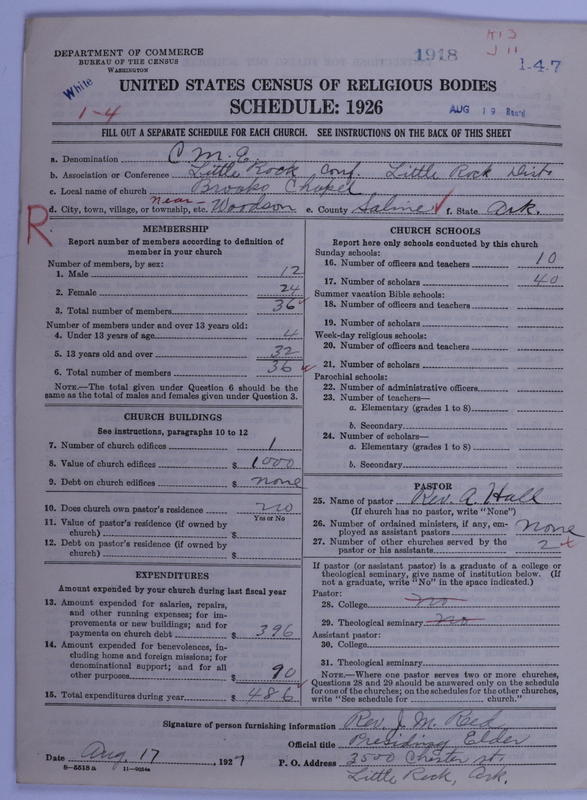 K13
J 11
DEPARTMENT OF COMMERCE
BUREAU OF THE CENSUS
WASHINGTON
1918
1-4-7
White
1-4
UNITED STATES CENSUS OF RELIGIOUS BODIES
SCHEDULE: 1926
AUG 19 Recd
FILL OUT A SEPARATE SCHEDULE FOR EACH CHURCH. SEE INSTRUCTIONS ON THE BACK OF THIS SHEET
a. Denomination C M E
b. Association or Conference Little Rock Conf. Little Rock Dist.
c. Local name of church Brooks Chapel
d. City, town, village, or township, etc. near Woodson e. County Saline f. State Ark.
R
MEMBERSHIP
Report number of members according to definition of
member in your church
Number of members, by sex:
1. Male 12
2. Female 24
3. Total number of members 36
Number of members under and over 13 years old:
4. Under 13 years of age 4
5. 13 years old and over 32
6. Total number of members 36
NOTE.—The total given under Question 6 should be the
same as the total of males and females given under Question 3.
CHURCH BUILDINGS
See instructions, paragraphs 10 to 12
7. Number of church edifices 1
8. Value of church edifices $ 1000
9. Debt on church edifices $ none
10. Does church own pastor's residence no
Yes or No
11. Value of pastor's residence (if owned by
church) $
12. Debt on pastor's residence (if owned by
church) $
EXPENDITURES
Amount expended by your church during last fiscal year
13. Amount expended for salaries, repairs,
and other running expenses; for im-
provements or new buildings; and for
payments on church debt $ 396
14. Amount expended for benevolences, in-
cluding home and foreign missions; for
denominational support; and for all
other purposes $ 90
15. Total expenditures during year $ 486
CHURCH SCHOOLS
Report here only schools conducted by this church
Sunday schools:
16. Number of officers and teachers 10
17. Number of scholars 40
Summer vacation Bible schools:
18. Number of officers and teachers
19. Number of scholars
Week-day religious schools:
20. Number of officers and teachers
21. Number of scholars
Parochial schools:
22. Number of administrative officers
23. Number of teachers—
a. Elementary (grades 1 to 8)
b. Secondary
24. Number of scholars—
a. Elementary (grades 1 to 8)
b. Secondary
PASTOR
25. Name of pastor Rev. A Hall
(If church has no pastor, write "None")
26. Number of ordained ministers, if any, em-
ployed as assistant pastors None
27. Number of other churches served by the
pastor or his assistants 2
If pastor (or assistant pastor) is a graduate of a college or
theological seminary, give name of institution below. (If
not a graduate, write "No" in the space indicated.)
Pastor:
28. College no
29. Theological seminary no
Assistant pastor:
30. College
31. Theological seminary
NOTE.—Where one pastor serves two or more churches,
Questions 28 and 29 should be answered only on the schedule
for one of the churches; on the schedules for the other churches,
write "See schedule for church."
Signature of person furnishing information Rev. J. M. Reed
Official title Presiding Elder
Date Aug. 17, 1927 P. O. Address 3500 Chester st.
Little Rock, Ark.
8-5518 a 11-9034a